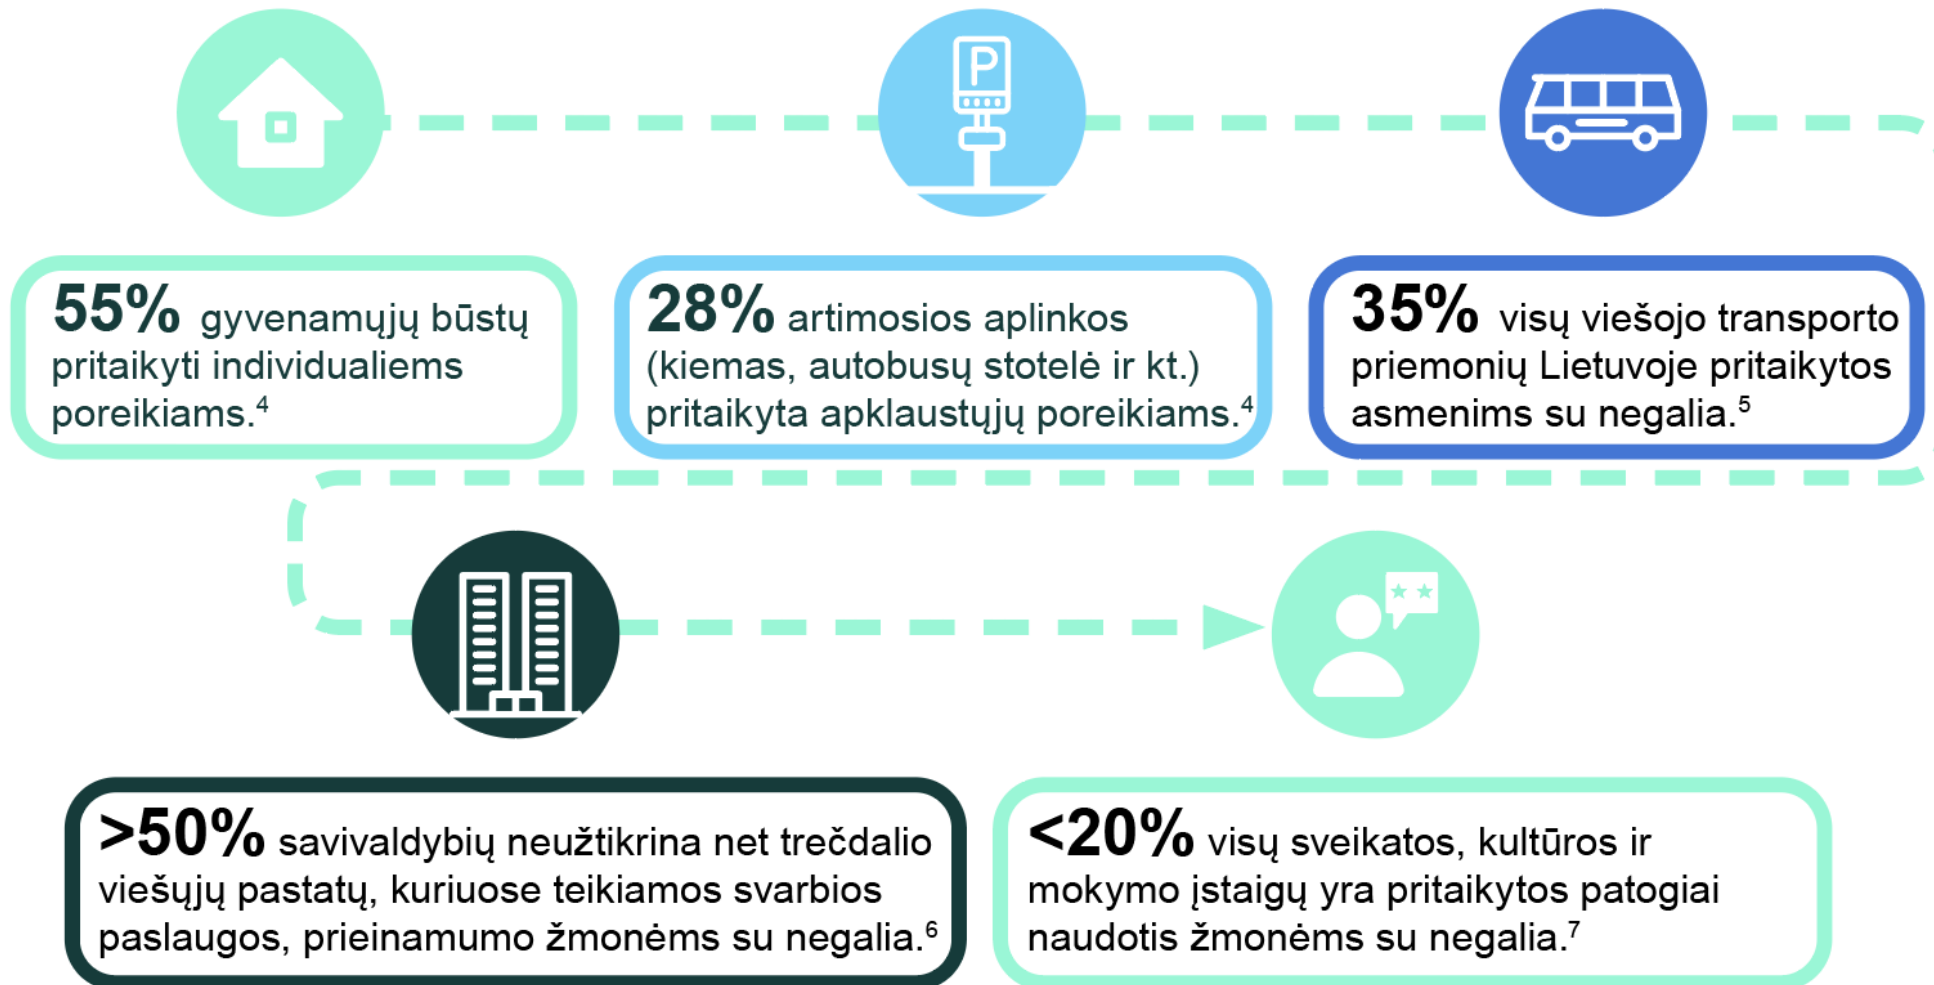 P
55% gyvenamųjų būstų
pritaikyti individualiems
poreikiams.⁴
28% artimosios aplinkos
(kiemas, autobusų stotelė ir kt.)
pritaikyta apklaustųjų poreikiams.⁴
35% visų viešojo transporto
priemonių Lietuvoje pritaikytos
asmenims su negalia.⁵
>50% savivaldybių neužtikrina net trečdalio
viešųjų pastatų, kuriuose teikiamos svarbios
paslaugos, prieinamumo žmonėms su negalia.⁶
<20% visų sveikatos, kultūros ir
mokymo įstaigų yra pritaikytos patogiai
naudotis žmonėms su negalia.⁷